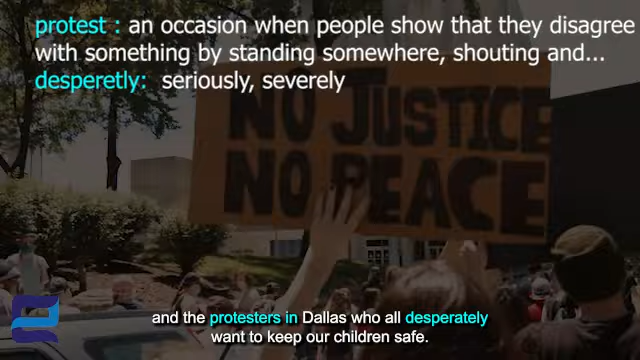 protest : an occasion when people show that they disagree
with something by standing somewhere, shouting and...
desperetly: seriously, severely
NO JUSTICE
NO PEACE
and the protesters in Dallas who all desperately
want to keep our children safe.